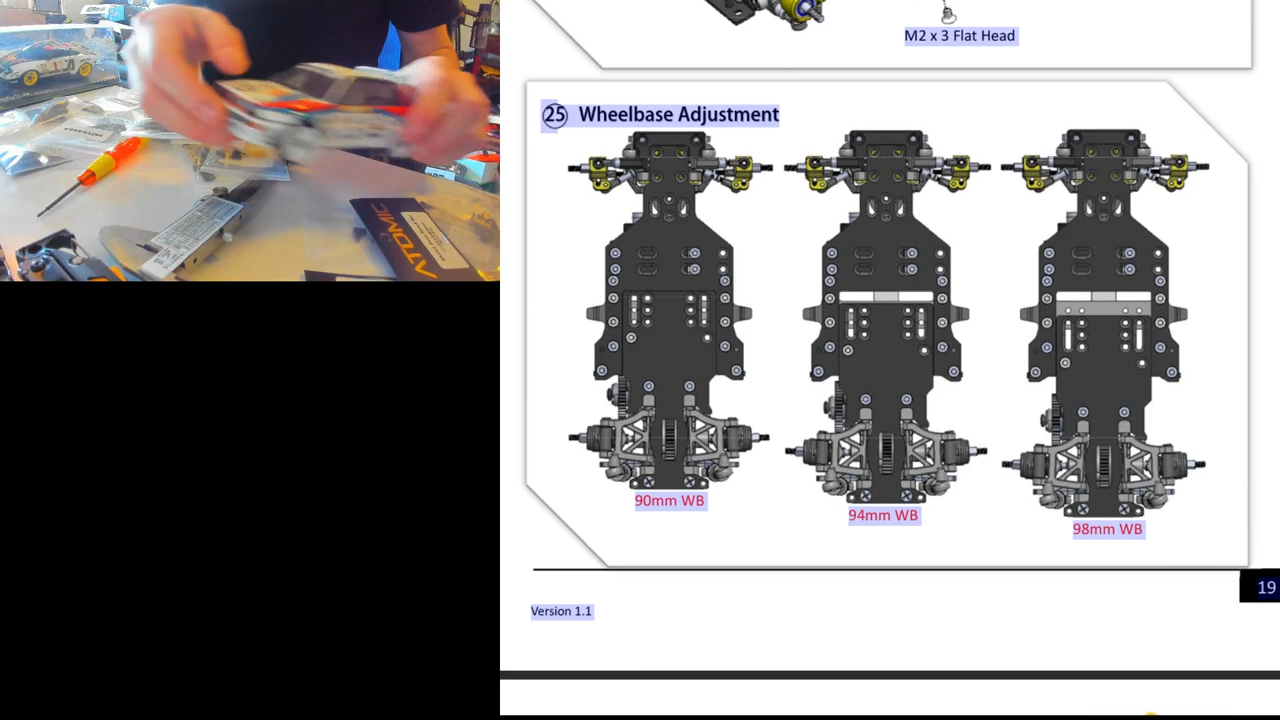 M2 x 3 Flat Head
25 Wheelbase Adjustment
90mm WB
94mm WB
98mm WB
19
Version 1.1
ATOMIC